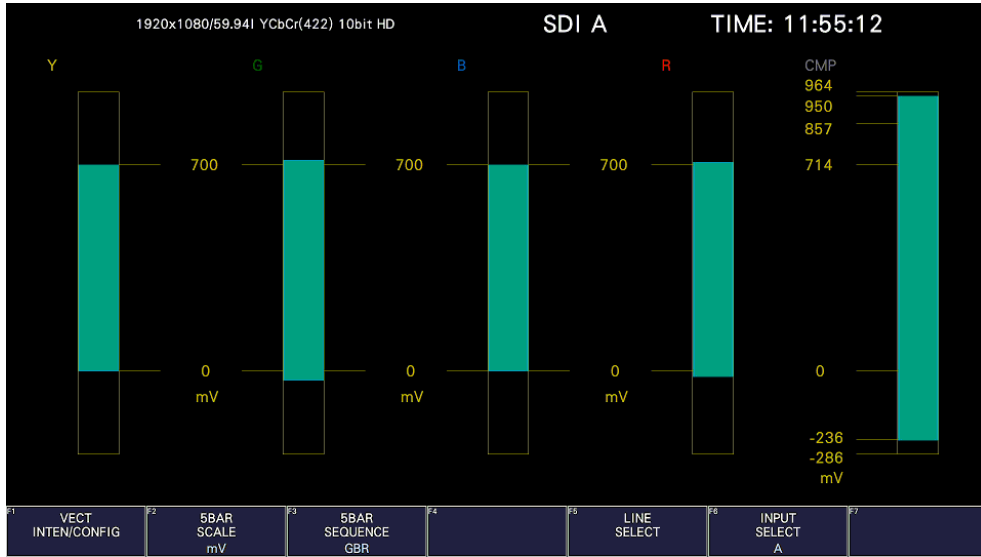 1920x1080/59.94I YCbCr(422) 10bit HD SDI A TIME: 11:55:12
Y G B R CMP
964
950
857
700 700 700 714
0 0 0 0
mV mV mV
-236
-286
mV
F1 F2 F3 F4 F5 F6 F7
VECT
INTEN/CONFIG
5BAR
SCALE
mV
5BAR
SEQUENCE
GBR
LINE
SELECT
INPUT
SELECT
A